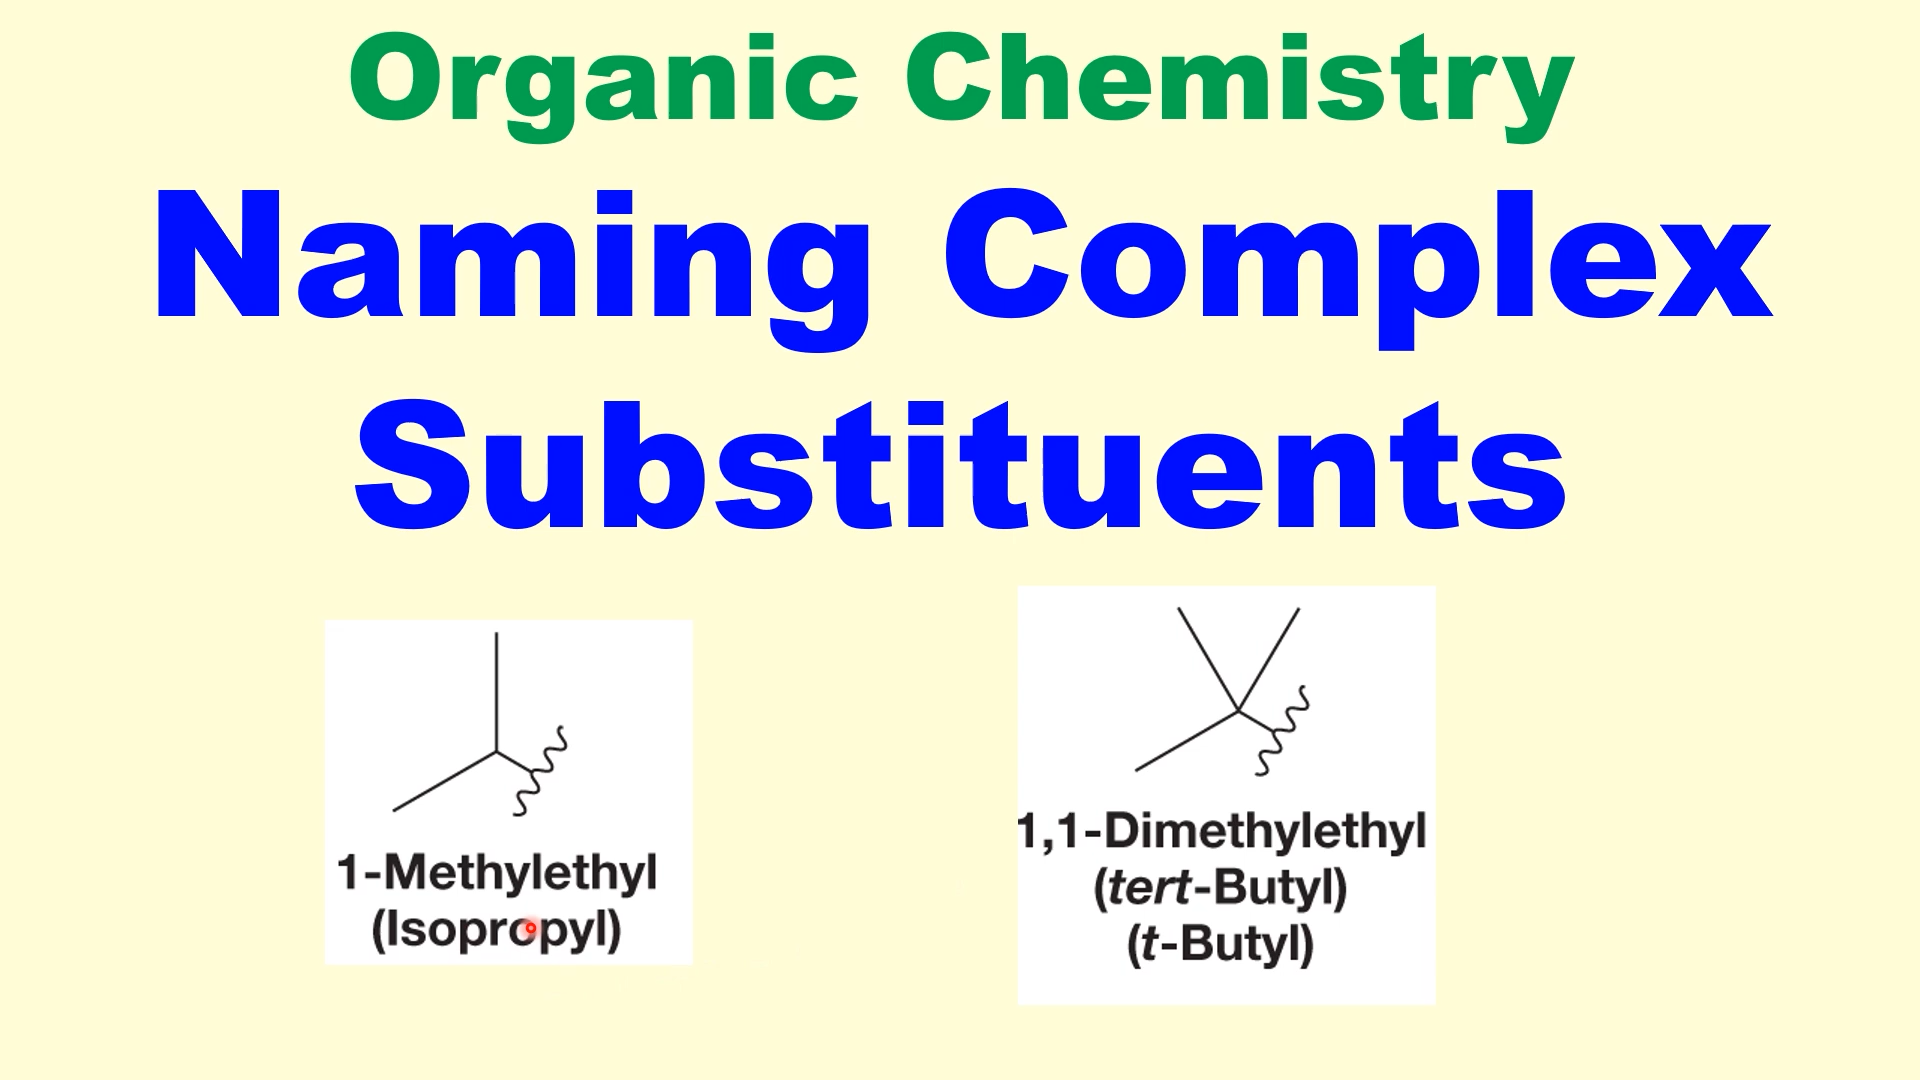 Organic Chemistry
Naming Complex
Substituents
1-Methylethyl
(Isopropyl)
1,1-Dimethylethyl
(tert-Butyl)
(t-Butyl)